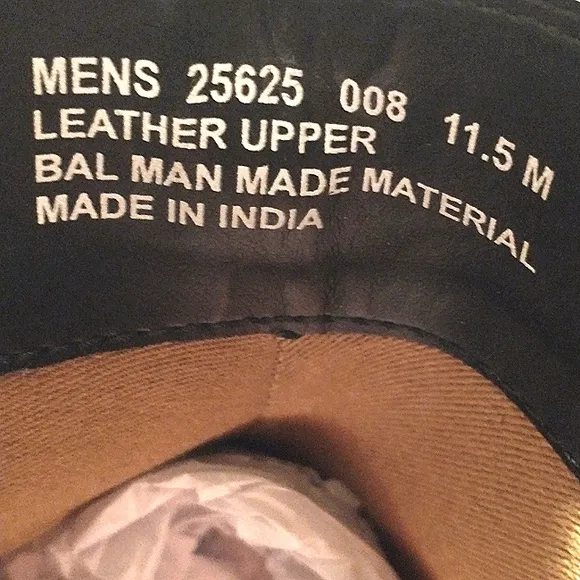 MENS 25625 008 11.5 M
LEATHER UPPER
BAL MAN MADE MATERIAL
MADE IN INDIA